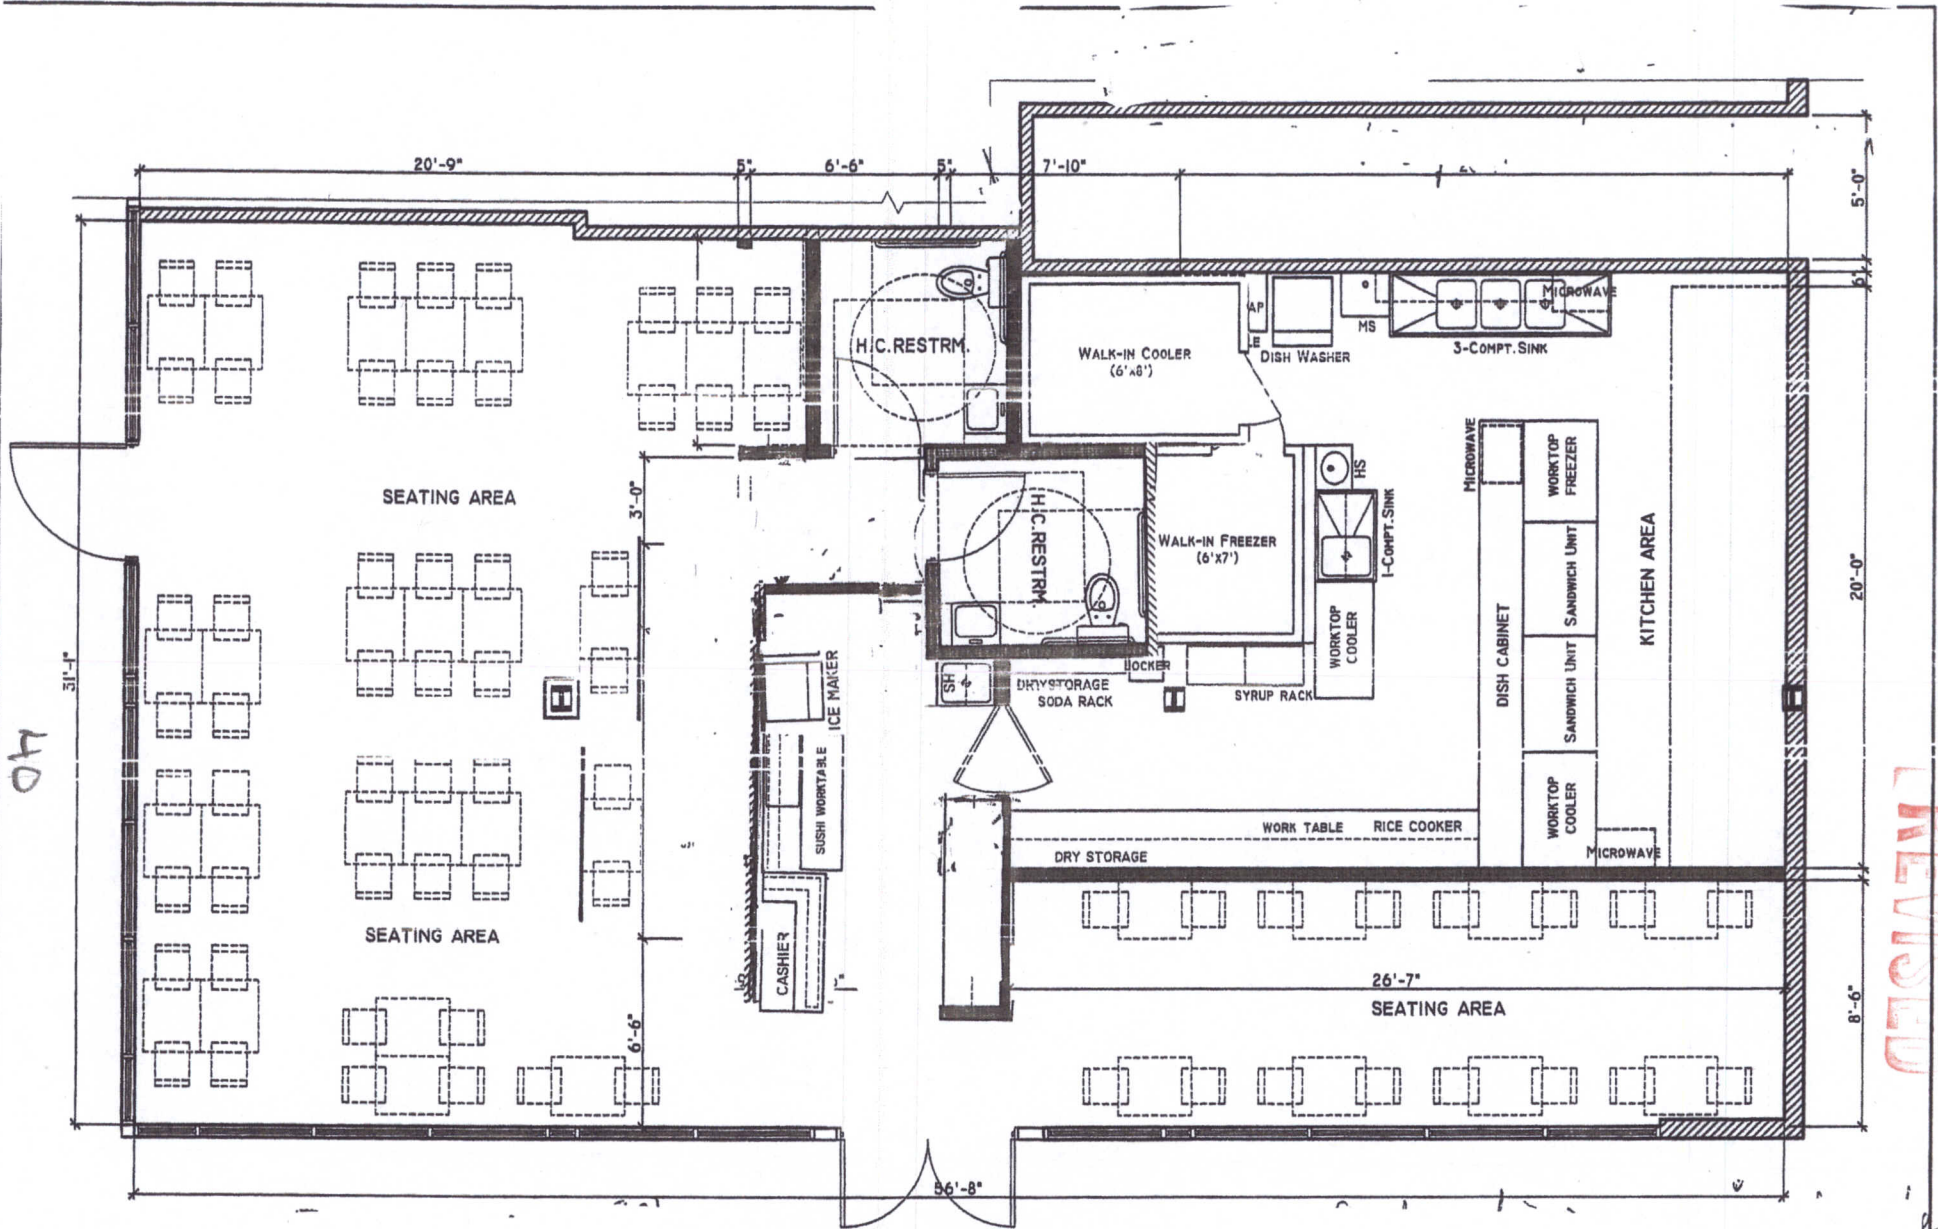 20'-9"
5"
6'-6"
5"
7'-10"
5'-0"
6"
H.C.RESTRM.
WALK-IN COOLER
(6'x8')
AP
DISH WASHER
MS
3-COMPT.SINK
MICROWAVE
SEATING AREA
3'-0"
H.C.RESTRM.
WALK-IN FREEZER
(6'x7')
HS
1-COMPT.SINK
WORKTOP
COOLER
MICROWAVE
WORKTOP
FREEZER
SANDWICH UNIT
SANDWICH UNIT
WORKTOP
COOLER
DISH CABINET
KITCHEN AREA
20'-0"
31'-1"
40
ICE MAKER
SH
DRYSTORAGE
SODA RACK
LOCKER
SYRUP RACK
SUSHI WORKTABLE
WORK TABLE
RICE COOKER
DRY STORAGE
MICROWAVE
SEATING AREA
CASHIER
6'-6"
26'-7"
SEATING AREA
8'-6"
56'-8"
REVISED